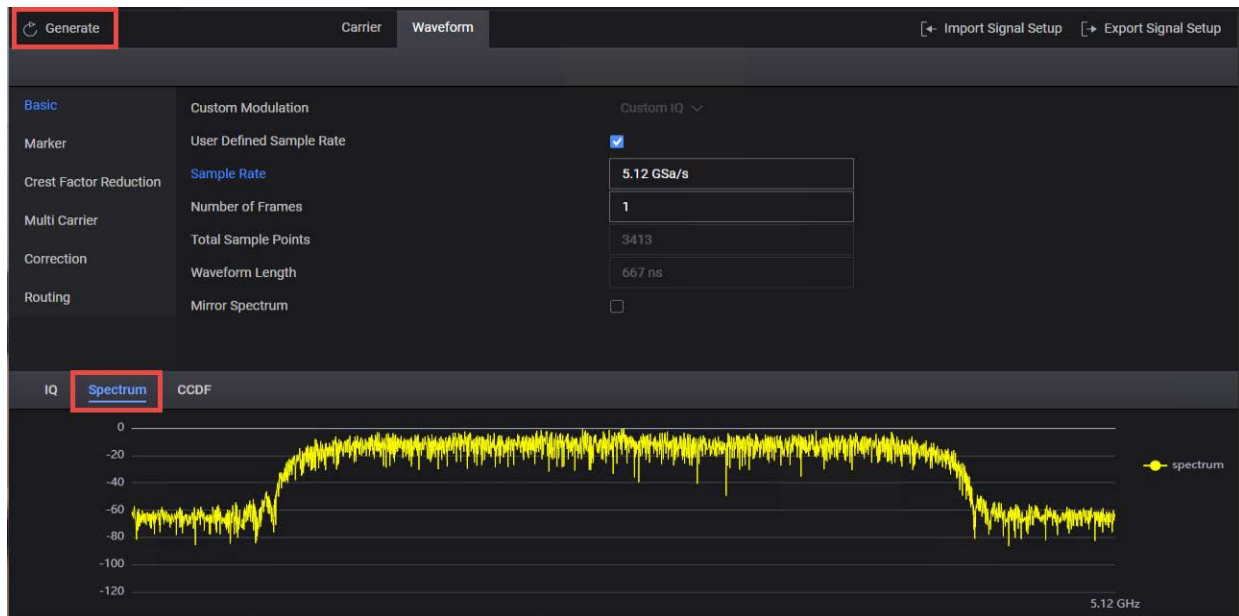 Generate
Carrier
Waveform
Import Signal Setup
Export Signal Setup
Basic
Marker
Crest Factor Reduction
Multi Carrier
Correction
Routing
Custom Modulation
Custom IQ
User Defined Sample Rate
Sample Rate
5.12 GSa/s
Number of Frames
1
Total Sample Points
3413
Waveform Length
667 ns
Mirror Spectrum
IQ
Spectrum
CCDF
0
-20
-40
-60
-80
-100
-120
spectrum
5.12 GHz